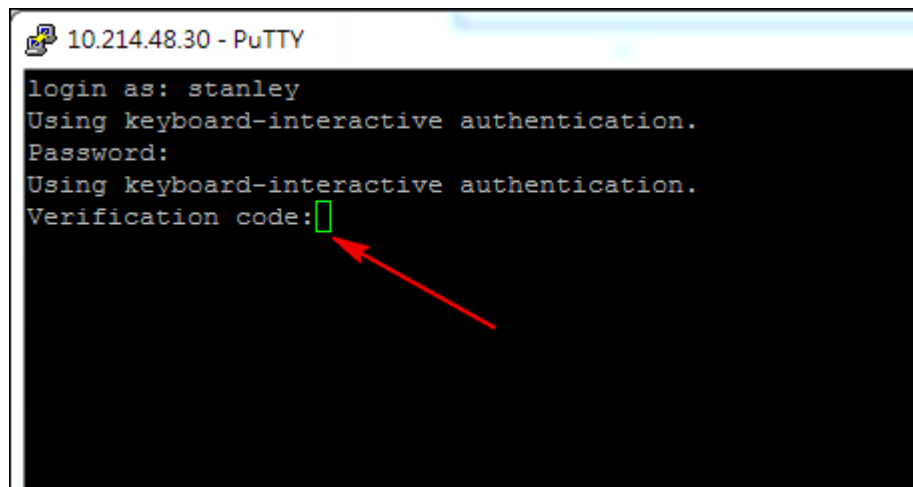 10.214.48.30 - PuTTY
login as: stanley
Using keyboard-interactive authentication.
Password:
Using keyboard-interactive authentication.
Verification code: